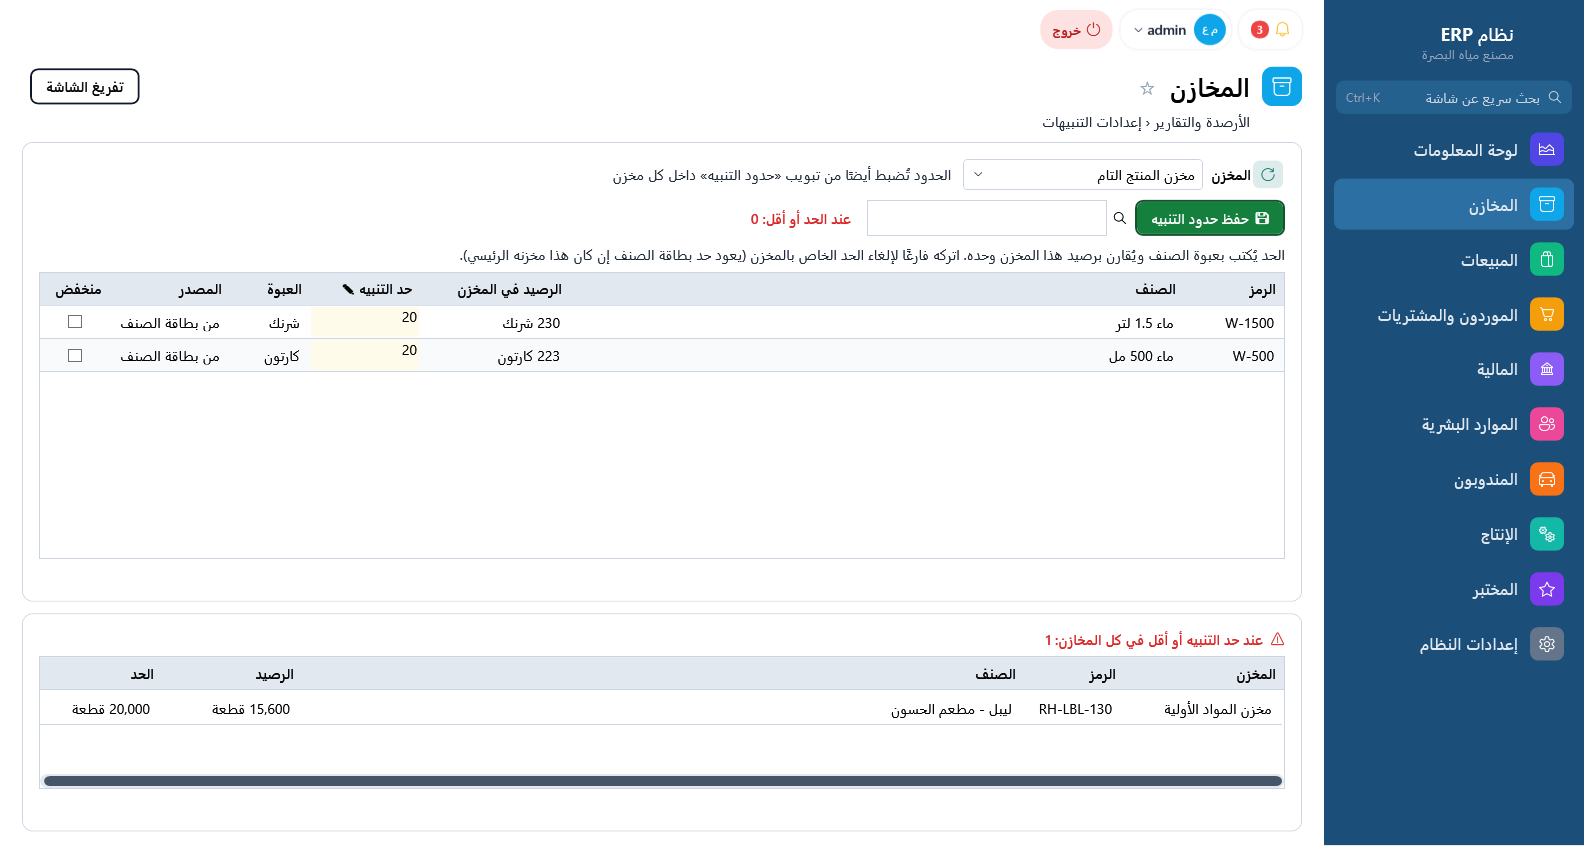 نظام ERP
مصنع مياه البصرة
بحث سريع عن شاشة Ctrl+K
لوحة المعلومات
المخازن
المبيعات
الموردون والمشتريات
المالية
الموارد البشرية
المندوبون
الإنتاج
المختبر
إعدادات النظام
3
م ع admin
خروج
المخازن
تفريغ الشاشة
الأرصدة والتقارير › إعدادات التنبيهات
المخزن مخزن المنتج التام الحدود تُضبط أيضًا من تبويب «حدود التنبيه» داخل كل مخزن
حفظ حدود التنبيه عند الحد أو أقل: 0
الحد يُكتب بعبوة الصنف ويُقارن برصيد هذا المخزن وحده. اتركه فارغًا لإلغاء الحد الخاص بالمخزن (يعود حد بطاقة الصنف إن كان هذا مخزنه الرئيسي).
الرمز الصنف الرصيد في المخزن حد التنبيه العبوة المصدر منخفض
W-1500 ماء 1.5 لتر 230 شرنك 20 شرنك من بطاقة الصنف
W-500 ماء 500 مل 223 كارتون 20 كارتون من بطاقة الصنف
عند حد التنبيه أو أقل في كل المخازن: 1
المخزن الرمز الصنف الرصيد الحد
مخزن المواد الأولية RH-LBL-130 ليبل - مطعم الحسون 15,600 قطعة 20,000 قطعة